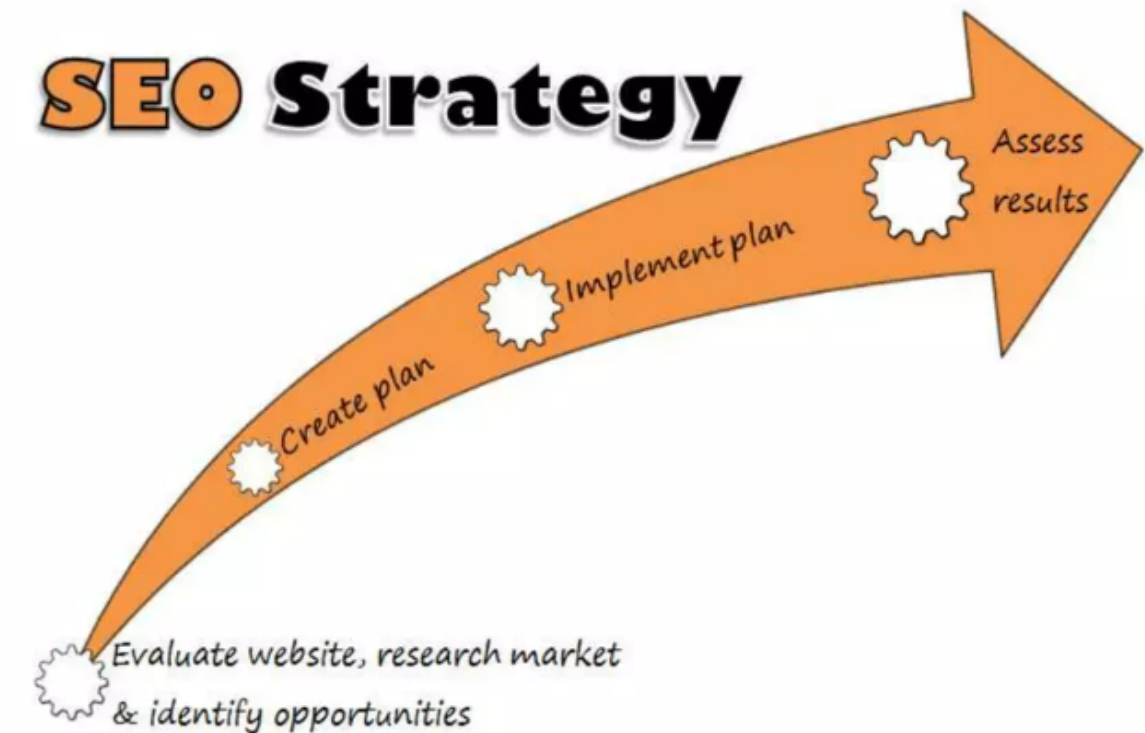 SEO Strategy
Assess
results
Implement plan
Create plan
Evaluate website, research market
& identify opportunities